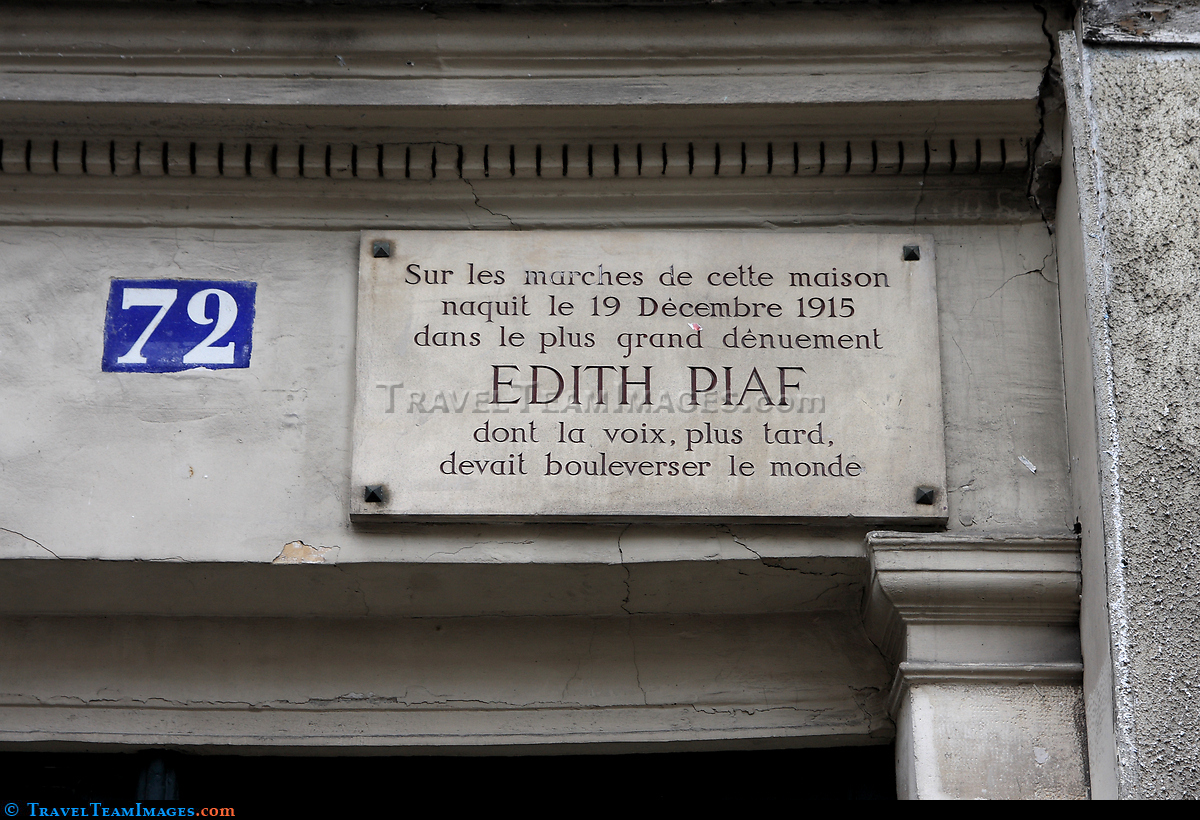 72
Sur les marches de cette maison
naquit le 19 Décembre 1915
dans le plus grand dénuement
EDITH PIAF
TravelTeamImages.com
dont la voix, plus tard,
devait bouleverser le monde
© TravelTeamImages.com